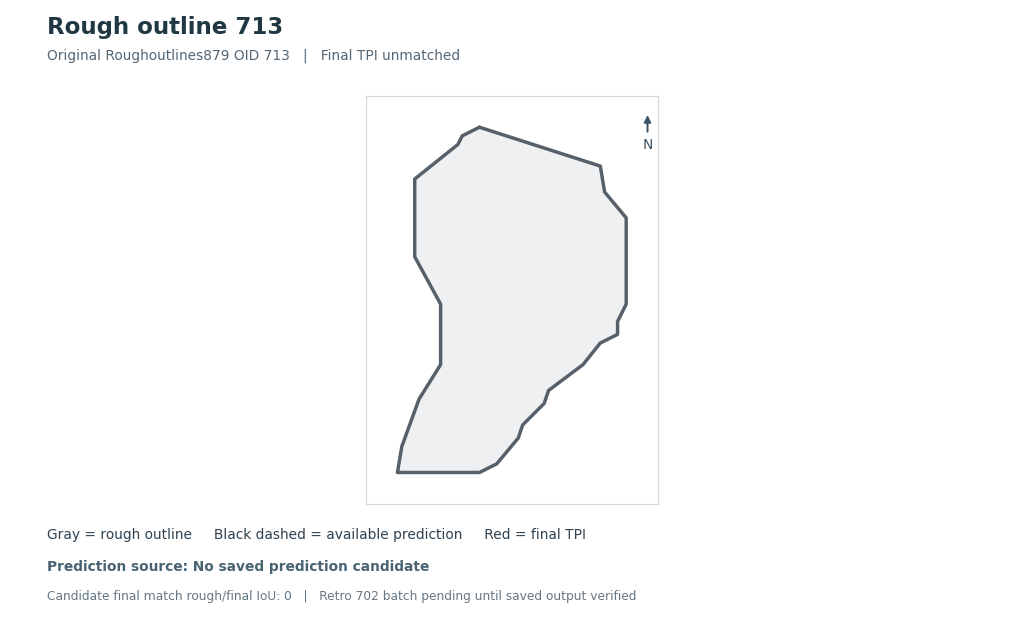 Rough outline 713
Original Roughoutlines879 OID 713   |   Final TPI unmatched
N
Gray = rough outline     Black dashed = available prediction     Red = final TPI
Prediction source: No saved prediction candidate
Candidate final match rough/final IoU: 0   |   Retro 702 batch pending until saved output verified